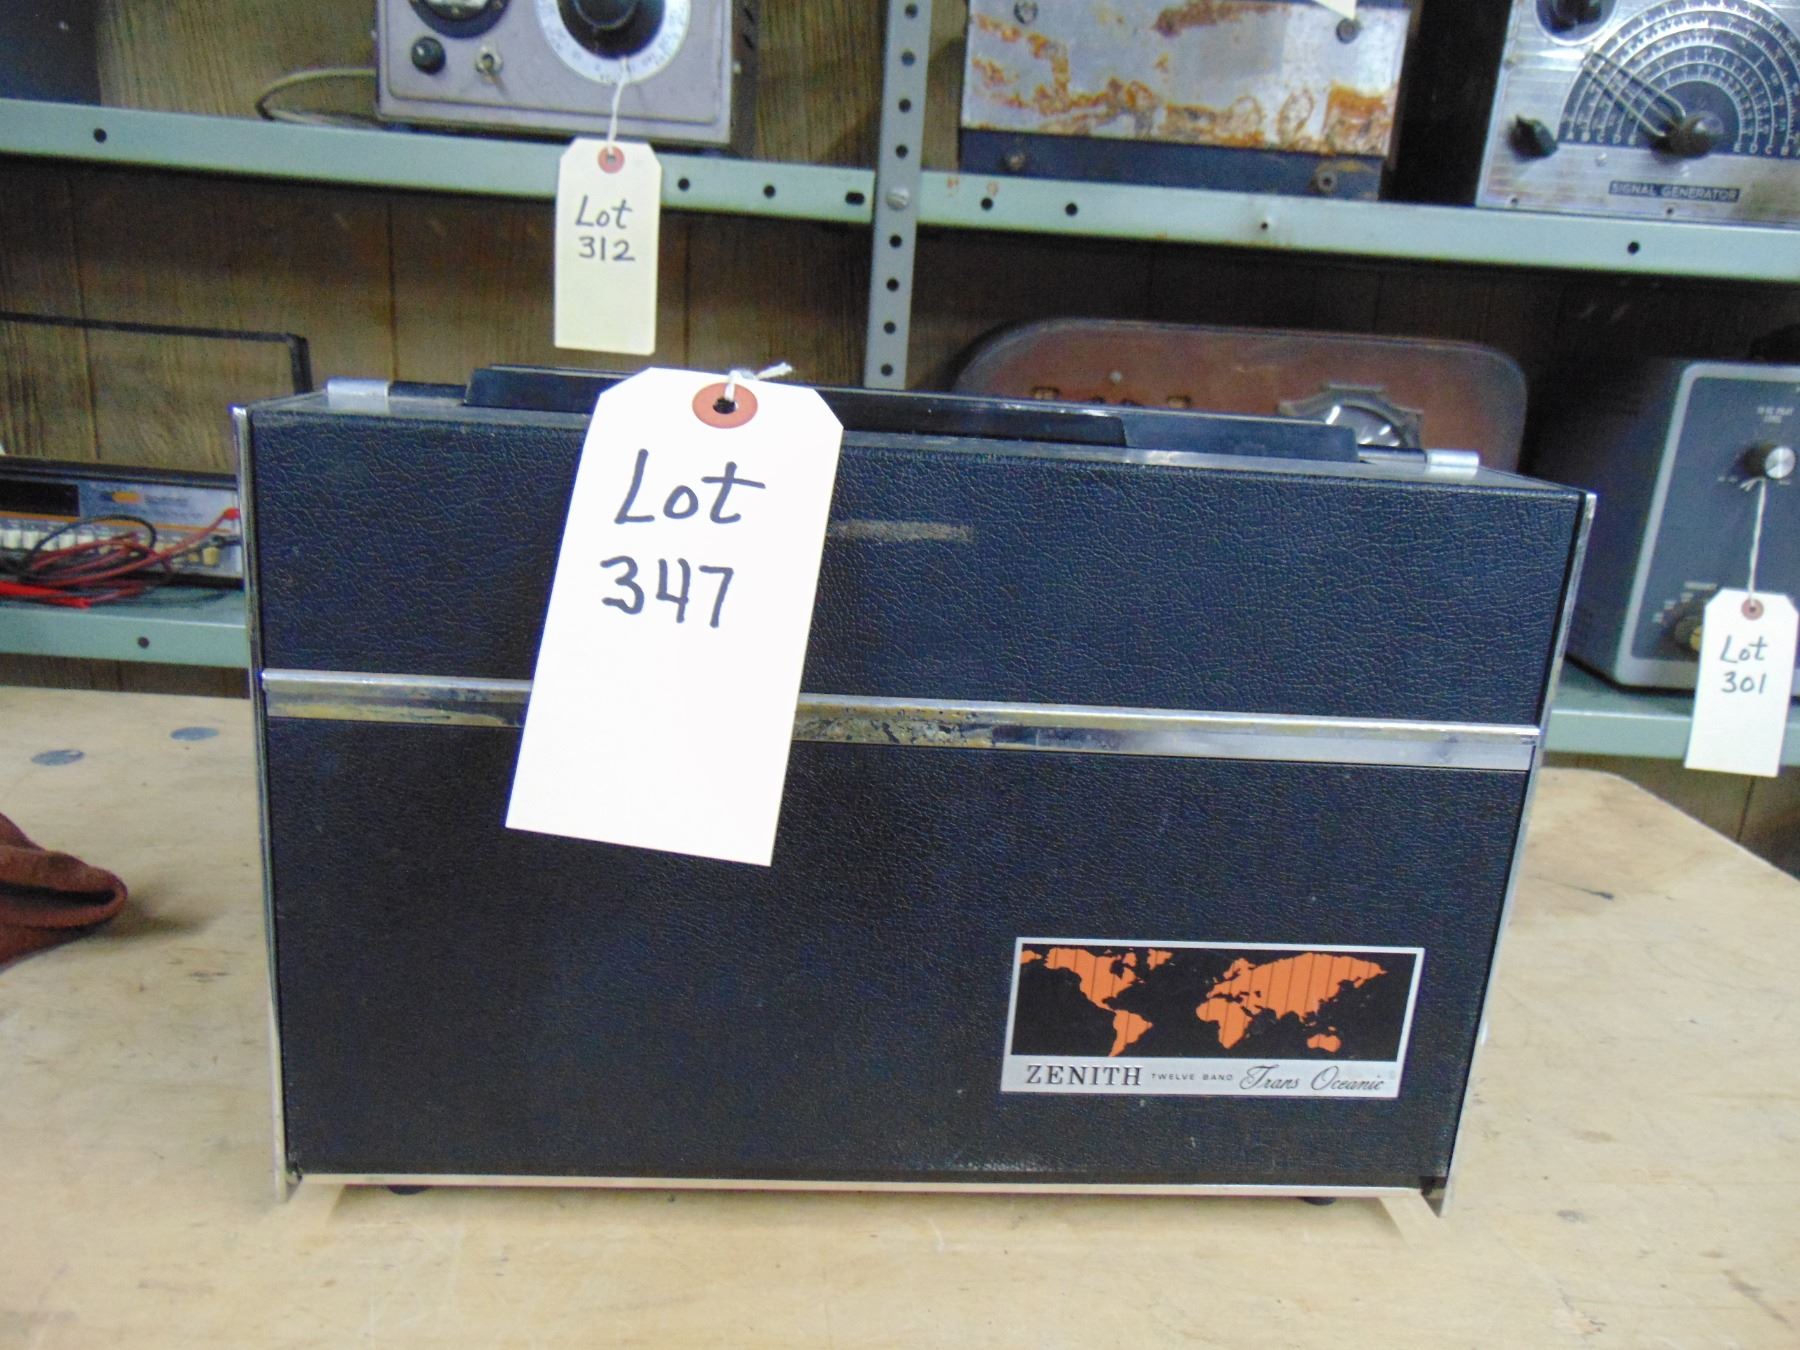 SIGNAL GENERATOR
Lot
312
Lot
347
Lot
301
ZENITH TWELVE BAND Trans Oceanic